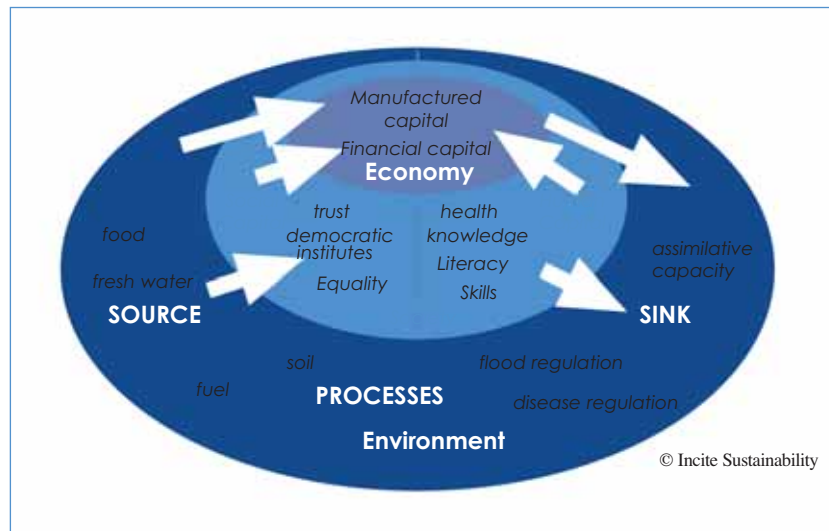 Manufactured
capital
Financial capital
Economy
trust
democratic
institutes
Equality
health
knowledge
Literacy
Skills
food
fresh water
SOURCE
assimilative
capacity
SINK
soil
fuel
flood regulation
disease regulation
PROCESSES
Environment
© Incite Sustainability